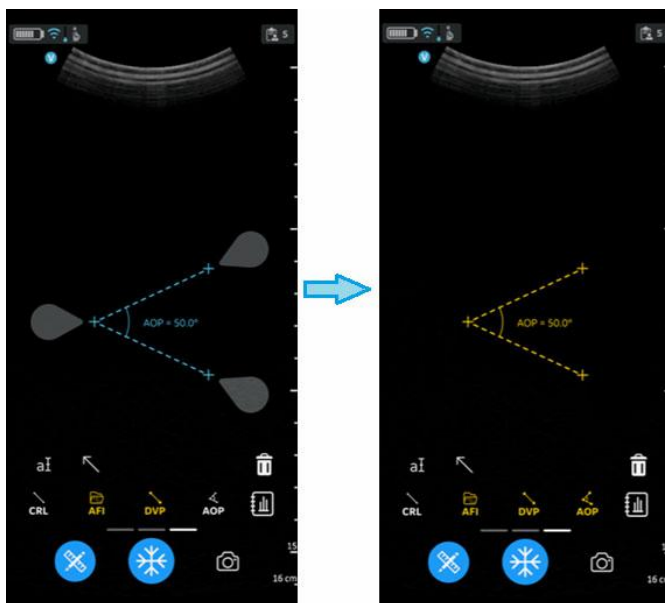 5
V
AOP = 50.0°
aI
CRL
AFI
DVP
AOP
15
16 cm
5
V
AOP = 50.0°
aI
CRL
AFI
DVP
AOP
16 cm